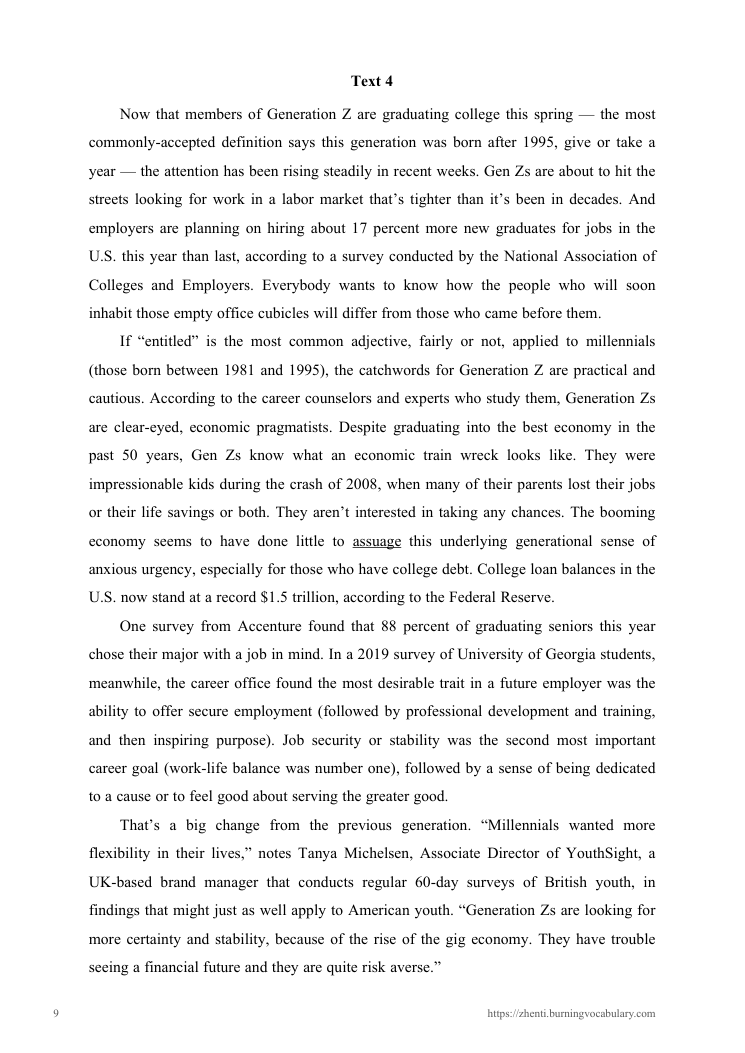 Text 4
Now that members of Generation Z are graduating college this spring — the most
commonly-accepted definition says this generation was born after 1995, give or take a
year — the attention has been rising steadily in recent weeks. Gen Zs are about to hit the
streets looking for work in a labor market that’s tighter than it’s been in decades. And
employers are planning on hiring about 17 percent more new graduates for jobs in the
U.S. this year than last, according to a survey conducted by the National Association of
Colleges and Employers. Everybody wants to know how the people who will soon
inhabit those empty office cubicles will differ from those who came before them.
If “entitled” is the most common adjective, fairly or not, applied to millennials
(those born between 1981 and 1995), the catchwords for Generation Z are practical and
cautious. According to the career counselors and experts who study them, Generation Zs
are clear-eyed, economic pragmatists. Despite graduating into the best economy in the
past 50 years, Gen Zs know what an economic train wreck looks like. They were
impressionable kids during the crash of 2008, when many of their parents lost their jobs
or their life savings or both. They aren’t interested in taking any chances. The booming
economy seems to have done little to assuage this underlying generational sense of
anxious urgency, especially for those who have college debt. College loan balances in the
U.S. now stand at a record $1.5 trillion, according to the Federal Reserve.
One survey from Accenture found that 88 percent of graduating seniors this year
chose their major with a job in mind. In a 2019 survey of University of Georgia students,
meanwhile, the career office found the most desirable trait in a future employer was the
ability to offer secure employment (followed by professional development and training,
and then inspiring purpose). Job security or stability was the second most important
career goal (work-life balance was number one), followed by a sense of being dedicated
to a cause or to feel good about serving the greater good.
That’s a big change from the previous generation. “Millennials wanted more
flexibility in their lives,” notes Tanya Michelsen, Associate Director of YouthSight, a
UK-based brand manager that conducts regular 60-day surveys of British youth, in
findings that might just as well apply to American youth. “Generation Zs are looking for
more certainty and stability, because of the rise of the gig economy. They have trouble
seeing a financial future and they are quite risk averse.”
9 https://zhenti.burningvocabulary.com